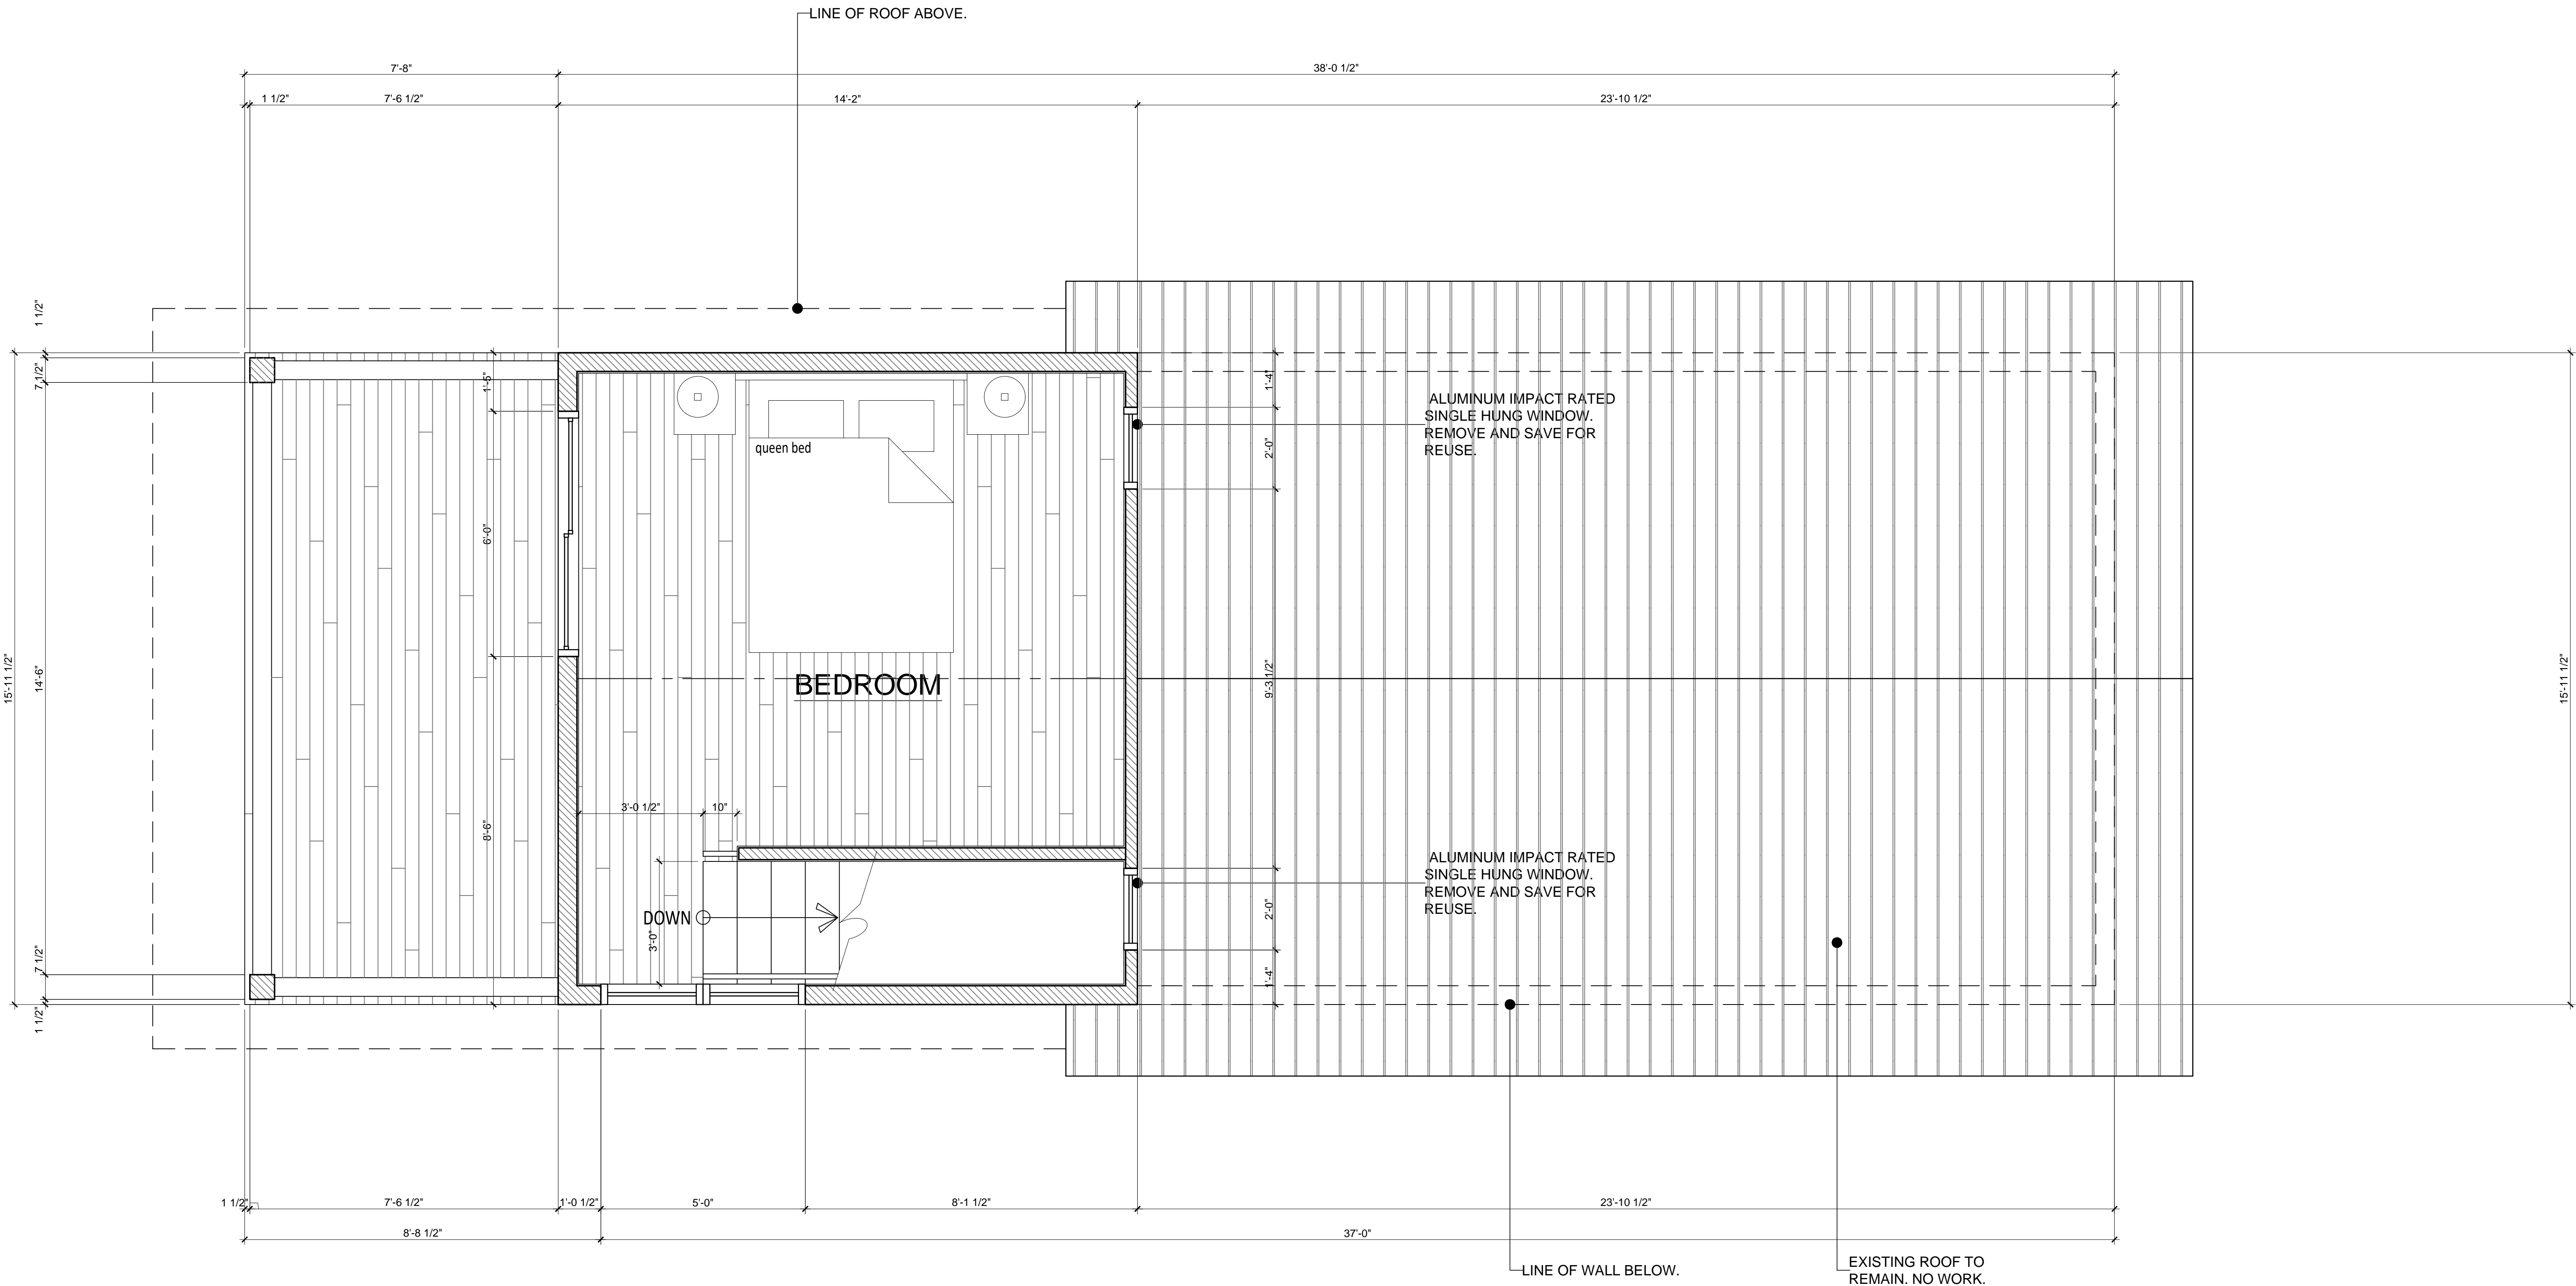 LINE OF ROOF ABOVE.
7'-8"
38'-0 1/2"
1 1/2"
7'-6 1/2"
14'-2"
23'-10 1/2"
1 1/2"
7 1/2"
14'-6"
15'-11 1/2"
7 1/2"
1 1/2"
1'-5"
6'-0"
8'-6"
queen bed
BEDROOM
3'-0 1/2"
10"
DOWN
3'-0"
1'-4"
2'-0"
9'-3 1/2"
2'-0"
1'-4"
ALUMINUM IMPACT RATED
SINGLE HUNG WINDOW.
REMOVE AND SAVE FOR
REUSE.
ALUMINUM IMPACT RATED
SINGLE HUNG WINDOW.
REMOVE AND SAVE FOR
REUSE.
15'-11 1/2"
1 1/2"
7'-6 1/2"
1'-0 1/2"
5'-0"
8'-1 1/2"
23'-10 1/2"
8'-8 1/2"
37'-0"
LINE OF WALL BELOW.
EXISTING ROOF TO
REMAIN. NO WORK.